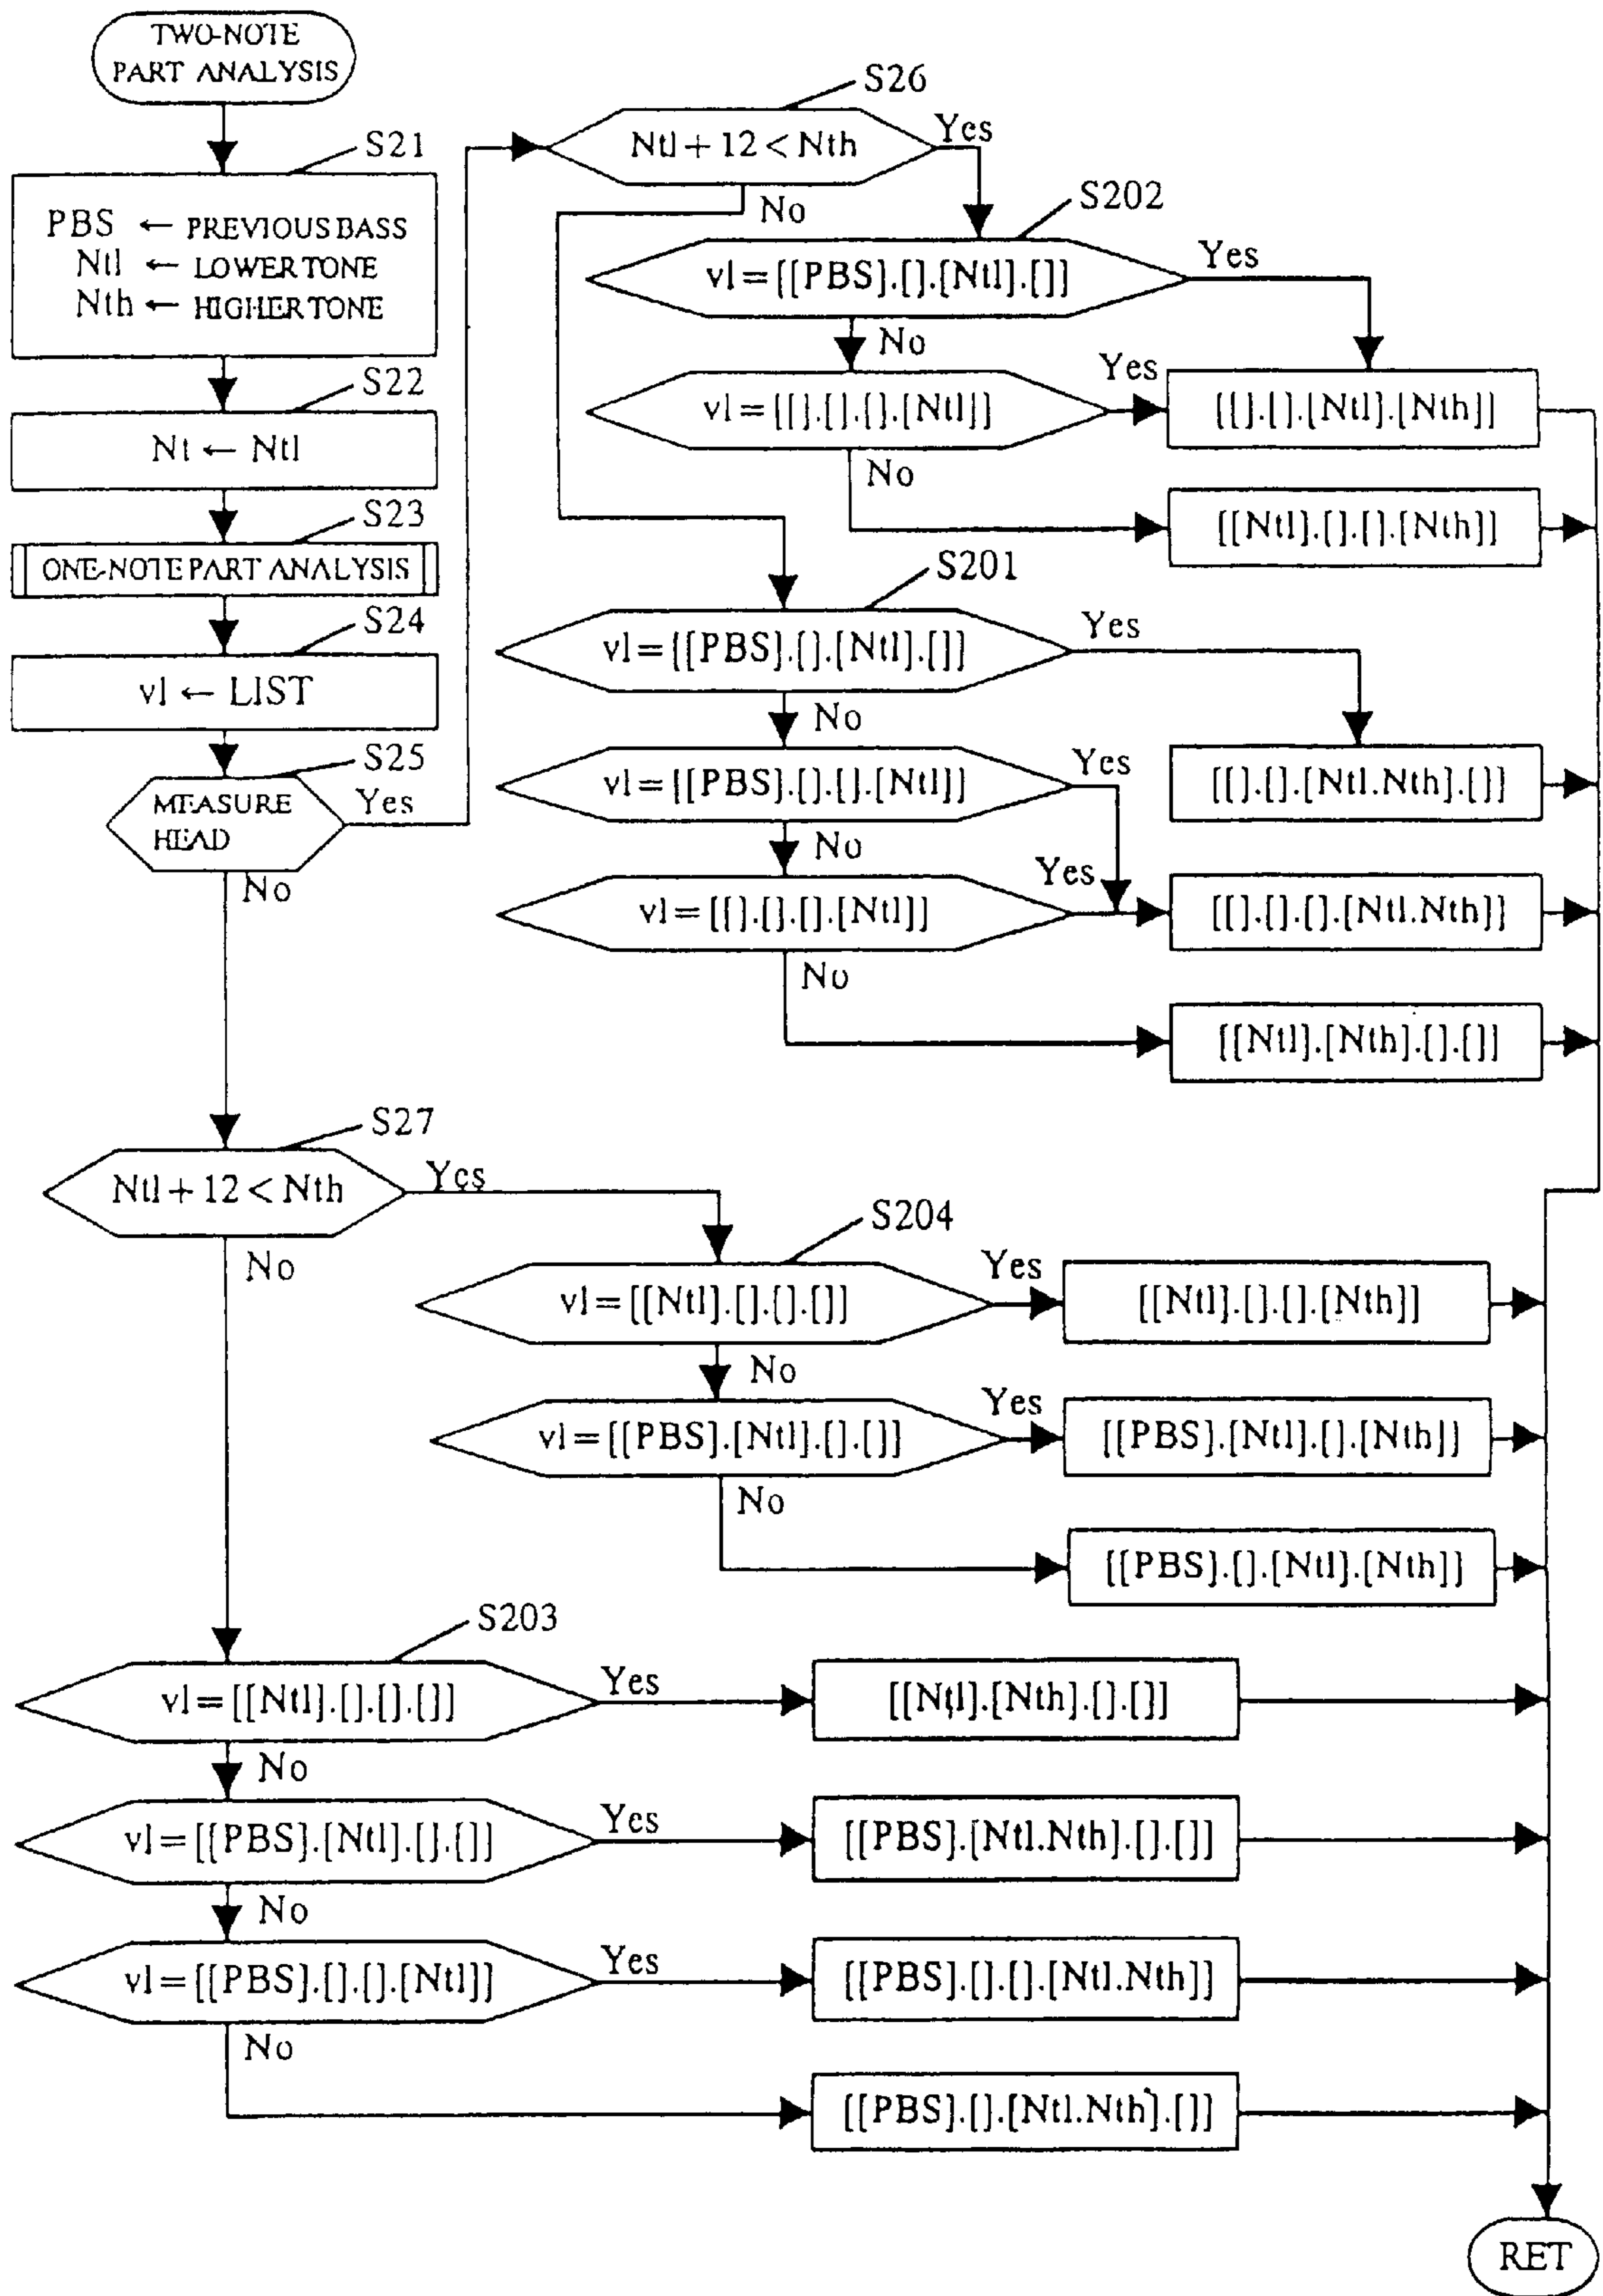 TWO-NOTE
PART ANALYSIS
S21
PBS ← PREVIOUS BASS
Ntl ← LOWER TONE
Nth ← HIGHER TONE
S22
Nt ← Ntl
S23
ONE-NOTE PART ANALYSIS
S24
vl ← LIST
S25
MEASURE
HEAD
Yes
No
S26
Ntl + 12 < Nth
Yes
No
S202
vl = [[PBS].[].[Ntl].[]]
Yes
No
vl = [[].[].[].[Ntl]]
Yes
[[].[].[Ntl].[Nth]]
No
[[Ntl].[].[].[Nth]]
S201
vl = [[PBS].[].[Ntl].[]]
Yes
No
[[].[].[Ntl.Nth].[]]
vl = [[PBS].[].[].[Ntl]]
Yes
No
vl = [[].[].[].[Ntl]]
Yes
[[].[].[].[Ntl.Nth]]
No
[[Ntl].[Nth].[].[]]
S27
Ntl + 12 < Nth
Yes
No
S204
vl = [[Ntl].[].[].[]]
Yes
[[Ntl].[].[].[Nth]]
No
vl = [[PBS].[Ntl].[].[]]
Yes
[[PBS].[Ntl].[].[Nth]]
No
[[PBS].[].[Ntl].[Nth]]
S203
vl = [[Ntl].[].[].[]]
Yes
[[Ntl].[Nth].[].[]]
No
vl = [[PBS].[Ntl].[].[]]
Yes
[[PBS].[Ntl.Nth].[].[]]
No
vl = [[PBS].[].[].[Ntl]]
Yes
[[PBS].[].[].[Ntl.Nth]]
No
[[PBS].[].[Ntl.Nth].[]]
RET